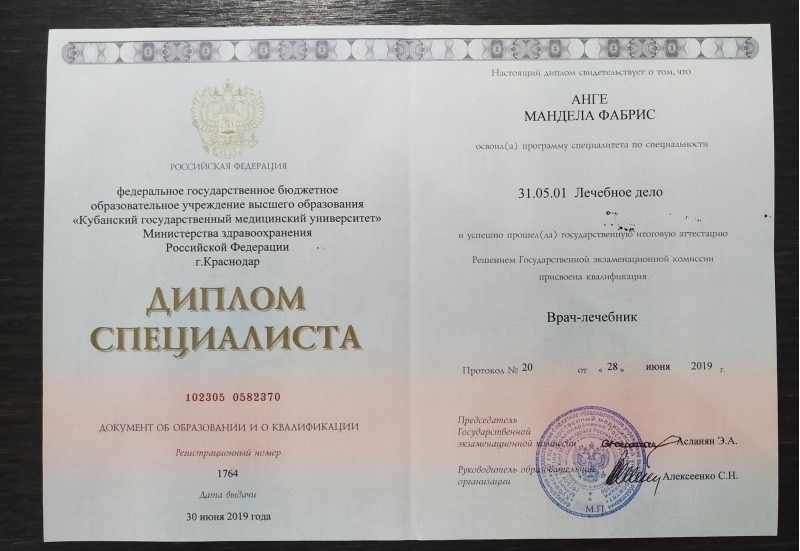 РОССИЙСКАЯ ФЕДЕРАЦИЯ
федеральное государственное бюджетное
образовательное учреждение высшего образования
«Кубанский государственный медицинский университет»
Министерства здравоохранения
Российской Федерации
г.Краснодар
ДИПЛОМ
СПЕЦИАЛИСТА
102305 0582370
ДОКУМЕНТ ОБ ОБРАЗОВАНИИ И О КВАЛИФИКАЦИИ
Регистрационный номер
1764
Дата выдачи
30 июня 2019 года
Настоящий диплом свидетельствует о том, что
АНГЕ
МАНДЕЛА ФАБРИС
освоил(а) программу специалитета по специальности
31.05.01 Лечебное дело
и успешно прошел(ла) государственную итоговую аттестацию
Решением Государственной экзаменационной комиссии
присвоена квалификация
Врач-лечебник
Протокол № 20 от « 28 » июня 2019 г.
Председатель
Государственной
экзаменационной комиссии Асланян Э.А.
Руководитель образовательной
организации Алексеенко С.Н.
М.П.